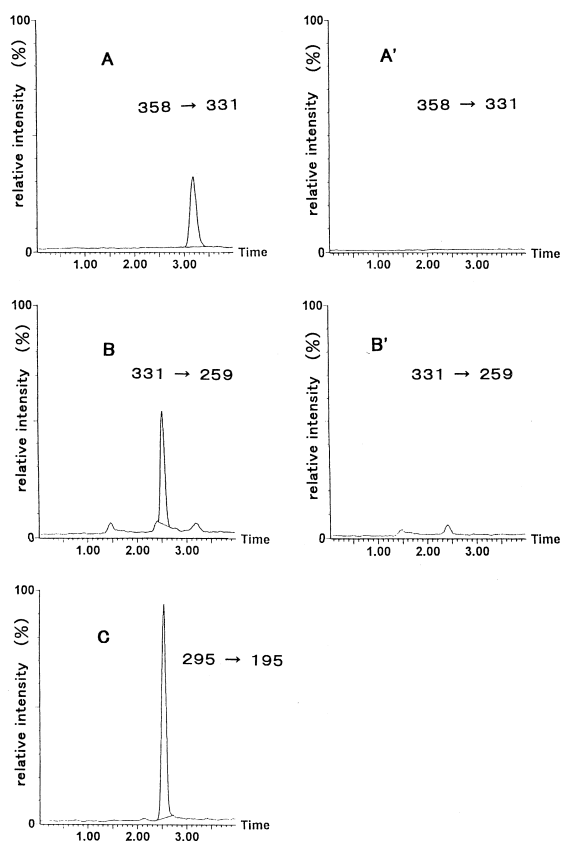 100
relative intensity (%)
A
358 → 331
0
1.00 2.00 3.00
Time
100
relative intensity (%)
A'
358 → 331
0
1.00 2.00 3.00
Time
100
relative intensity (%)
B
331 → 259
0
1.00 2.00 3.00
Time
100
relative intensity (%)
B'
331 → 259
0
1.00 2.00 3.00
Time
100
relative intensity (%)
C
295 → 195
0
1.00 2.00 3.00
Time